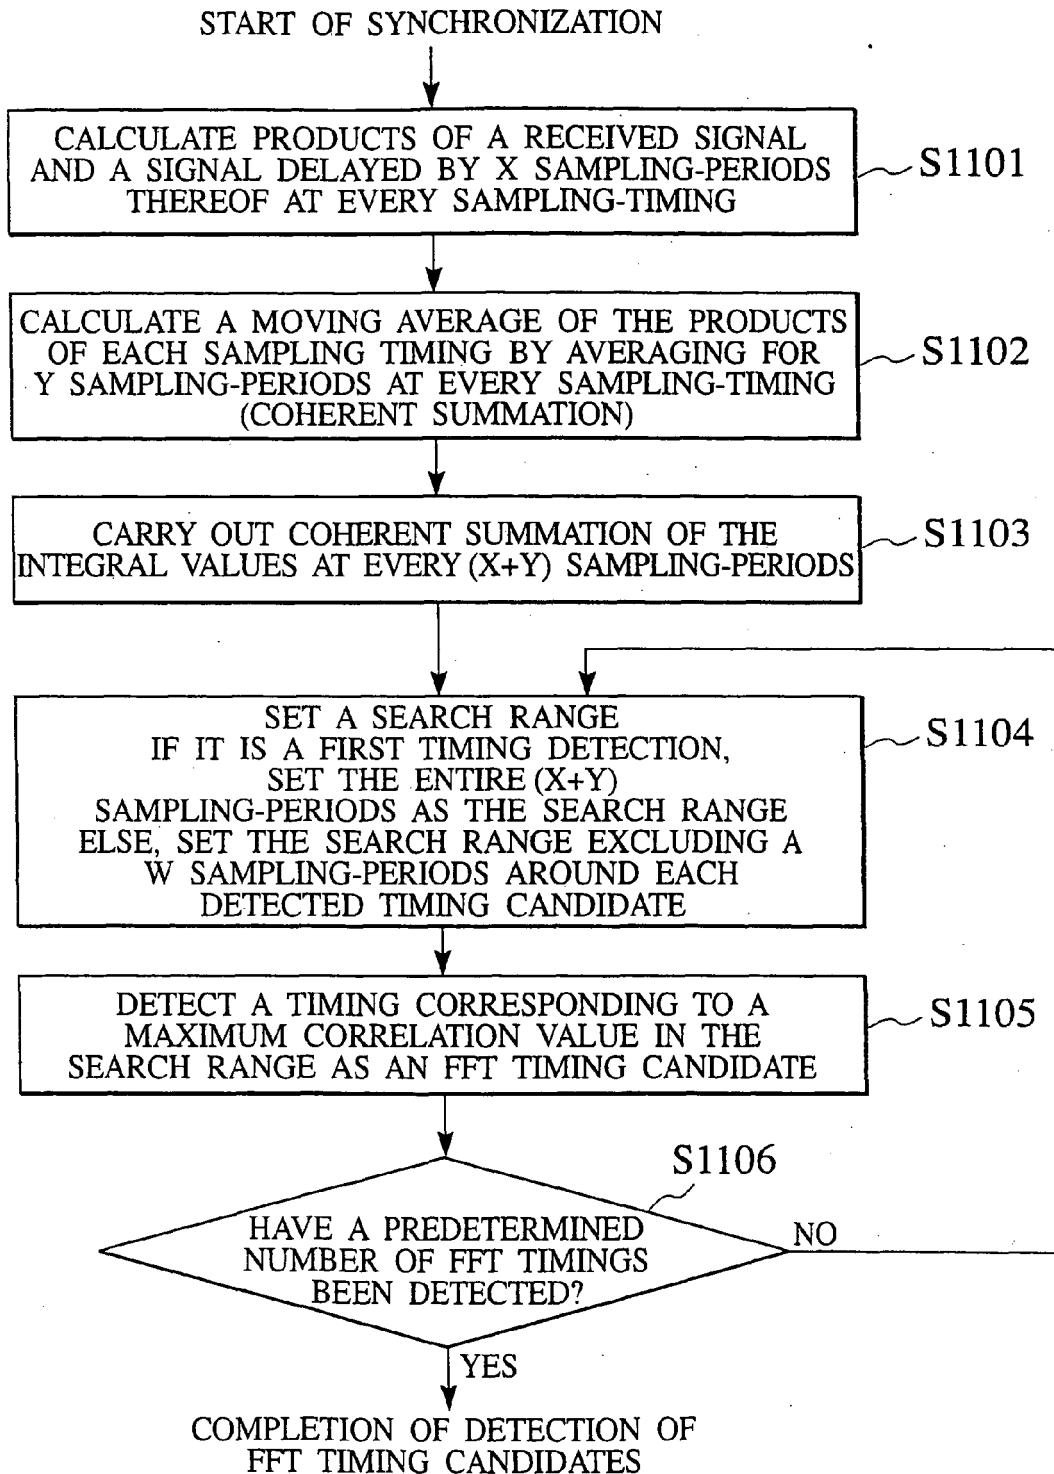 START OF SYNCHRONIZATION
CALCULATE PRODUCTS OF A RECEIVED SIGNAL
AND A SIGNAL DELAYED BY X SAMPLING-PERIODS
THEREOF AT EVERY SAMPLING-TIMING
S1101
CALCULATE A MOVING AVERAGE OF THE PRODUCTS
OF EACH SAMPLING TIMING BY AVERAGING FOR
Y SAMPLING-PERIODS AT EVERY SAMPLING-TIMING
(COHERENT SUMMATION)
S1102
CARRY OUT COHERENT SUMMATION OF THE
INTEGRAL VALUES AT EVERY (X+Y) SAMPLING-PERIODS
S1103
SET A SEARCH RANGE
IF IT IS A FIRST TIMING DETECTION,
SET THE ENTIRE (X+Y)
SAMPLING-PERIODS AS THE SEARCH RANGE
ELSE, SET THE SEARCH RANGE EXCLUDING A
W SAMPLING-PERIODS AROUND EACH
DETECTED TIMING CANDIDATE
S1104
DETECT A TIMING CORRESPONDING TO A
MAXIMUM CORRELATION VALUE IN THE
SEARCH RANGE AS AN FFT TIMING CANDIDATE
S1105
S1106
HAVE A PREDETERMINED
NUMBER OF FFT TIMINGS
BEEN DETECTED?
NO
YES
COMPLETION OF DETECTION OF
FFT TIMING CANDIDATES